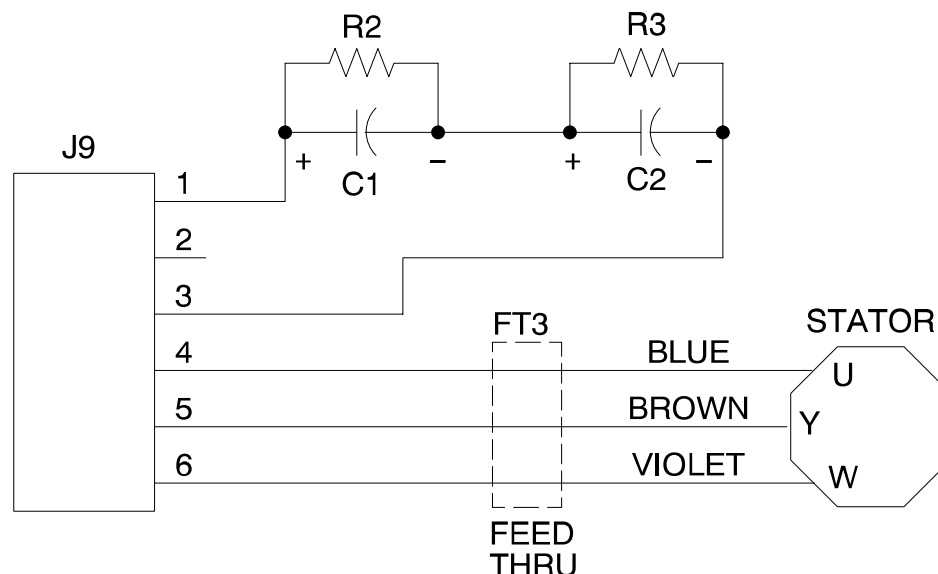 R2
R3
J9
+
C1
−
+
C2
−
1
2
3
4
5
6
FT3
STATOR
BLUE
U
BROWN
Y
VIOLET
W
FEED
THRU